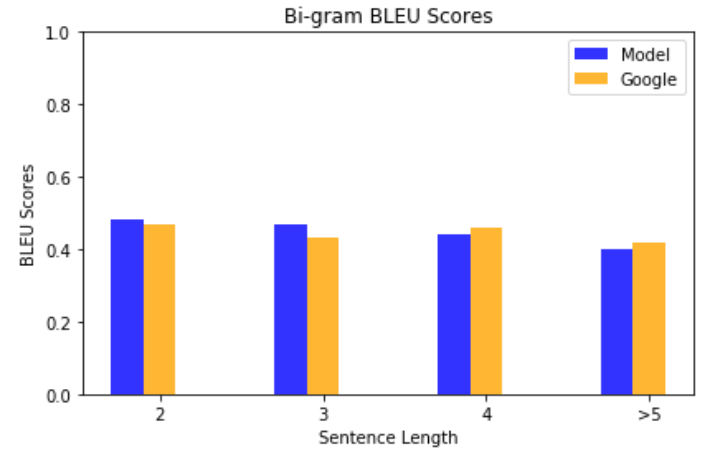 Bi-gram BLEU Scores
Model
Google
BLEU Scores
1.0
0.8
0.6
0.4
0.2
0.0
2 3 4 >5
Sentence Length